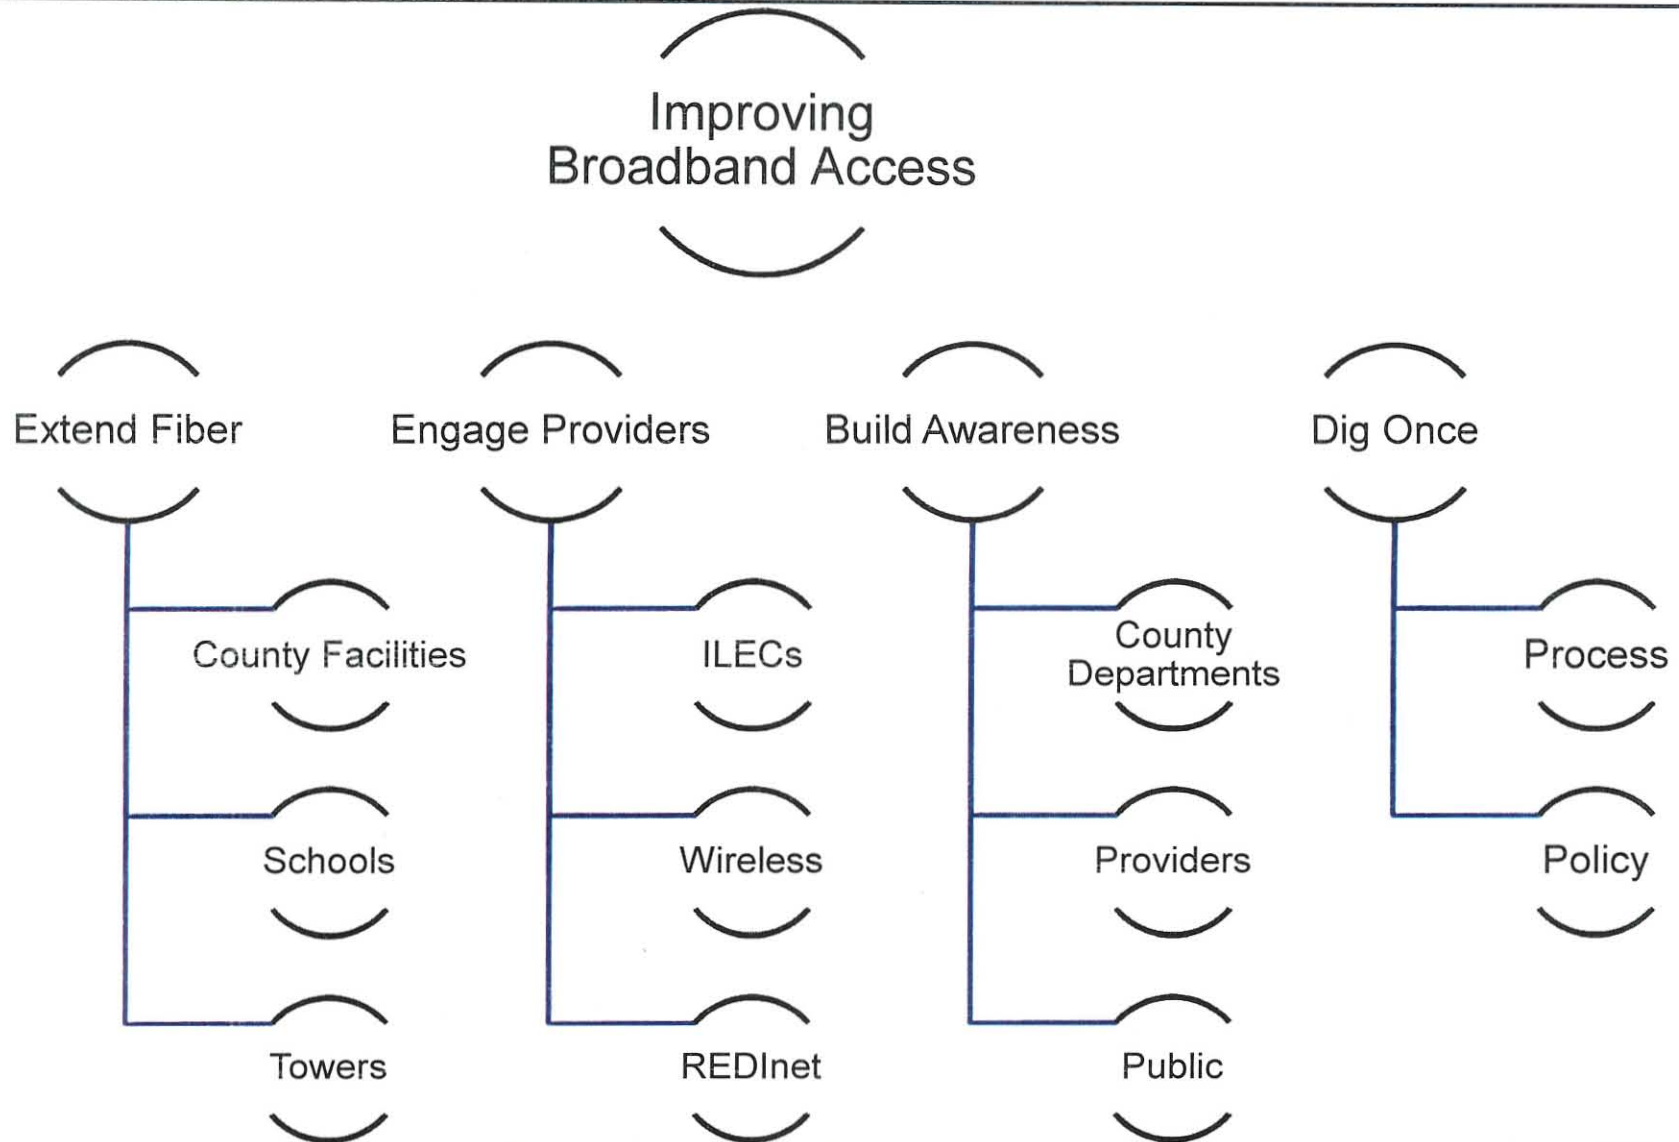 Improving
Broadband Access
Extend Fiber
Engage Providers
Build Awareness
Dig Once
County Facilities
ILECs
County
Departments
Process
Schools
Wireless
Providers
Policy
Towers
REDInet
Public